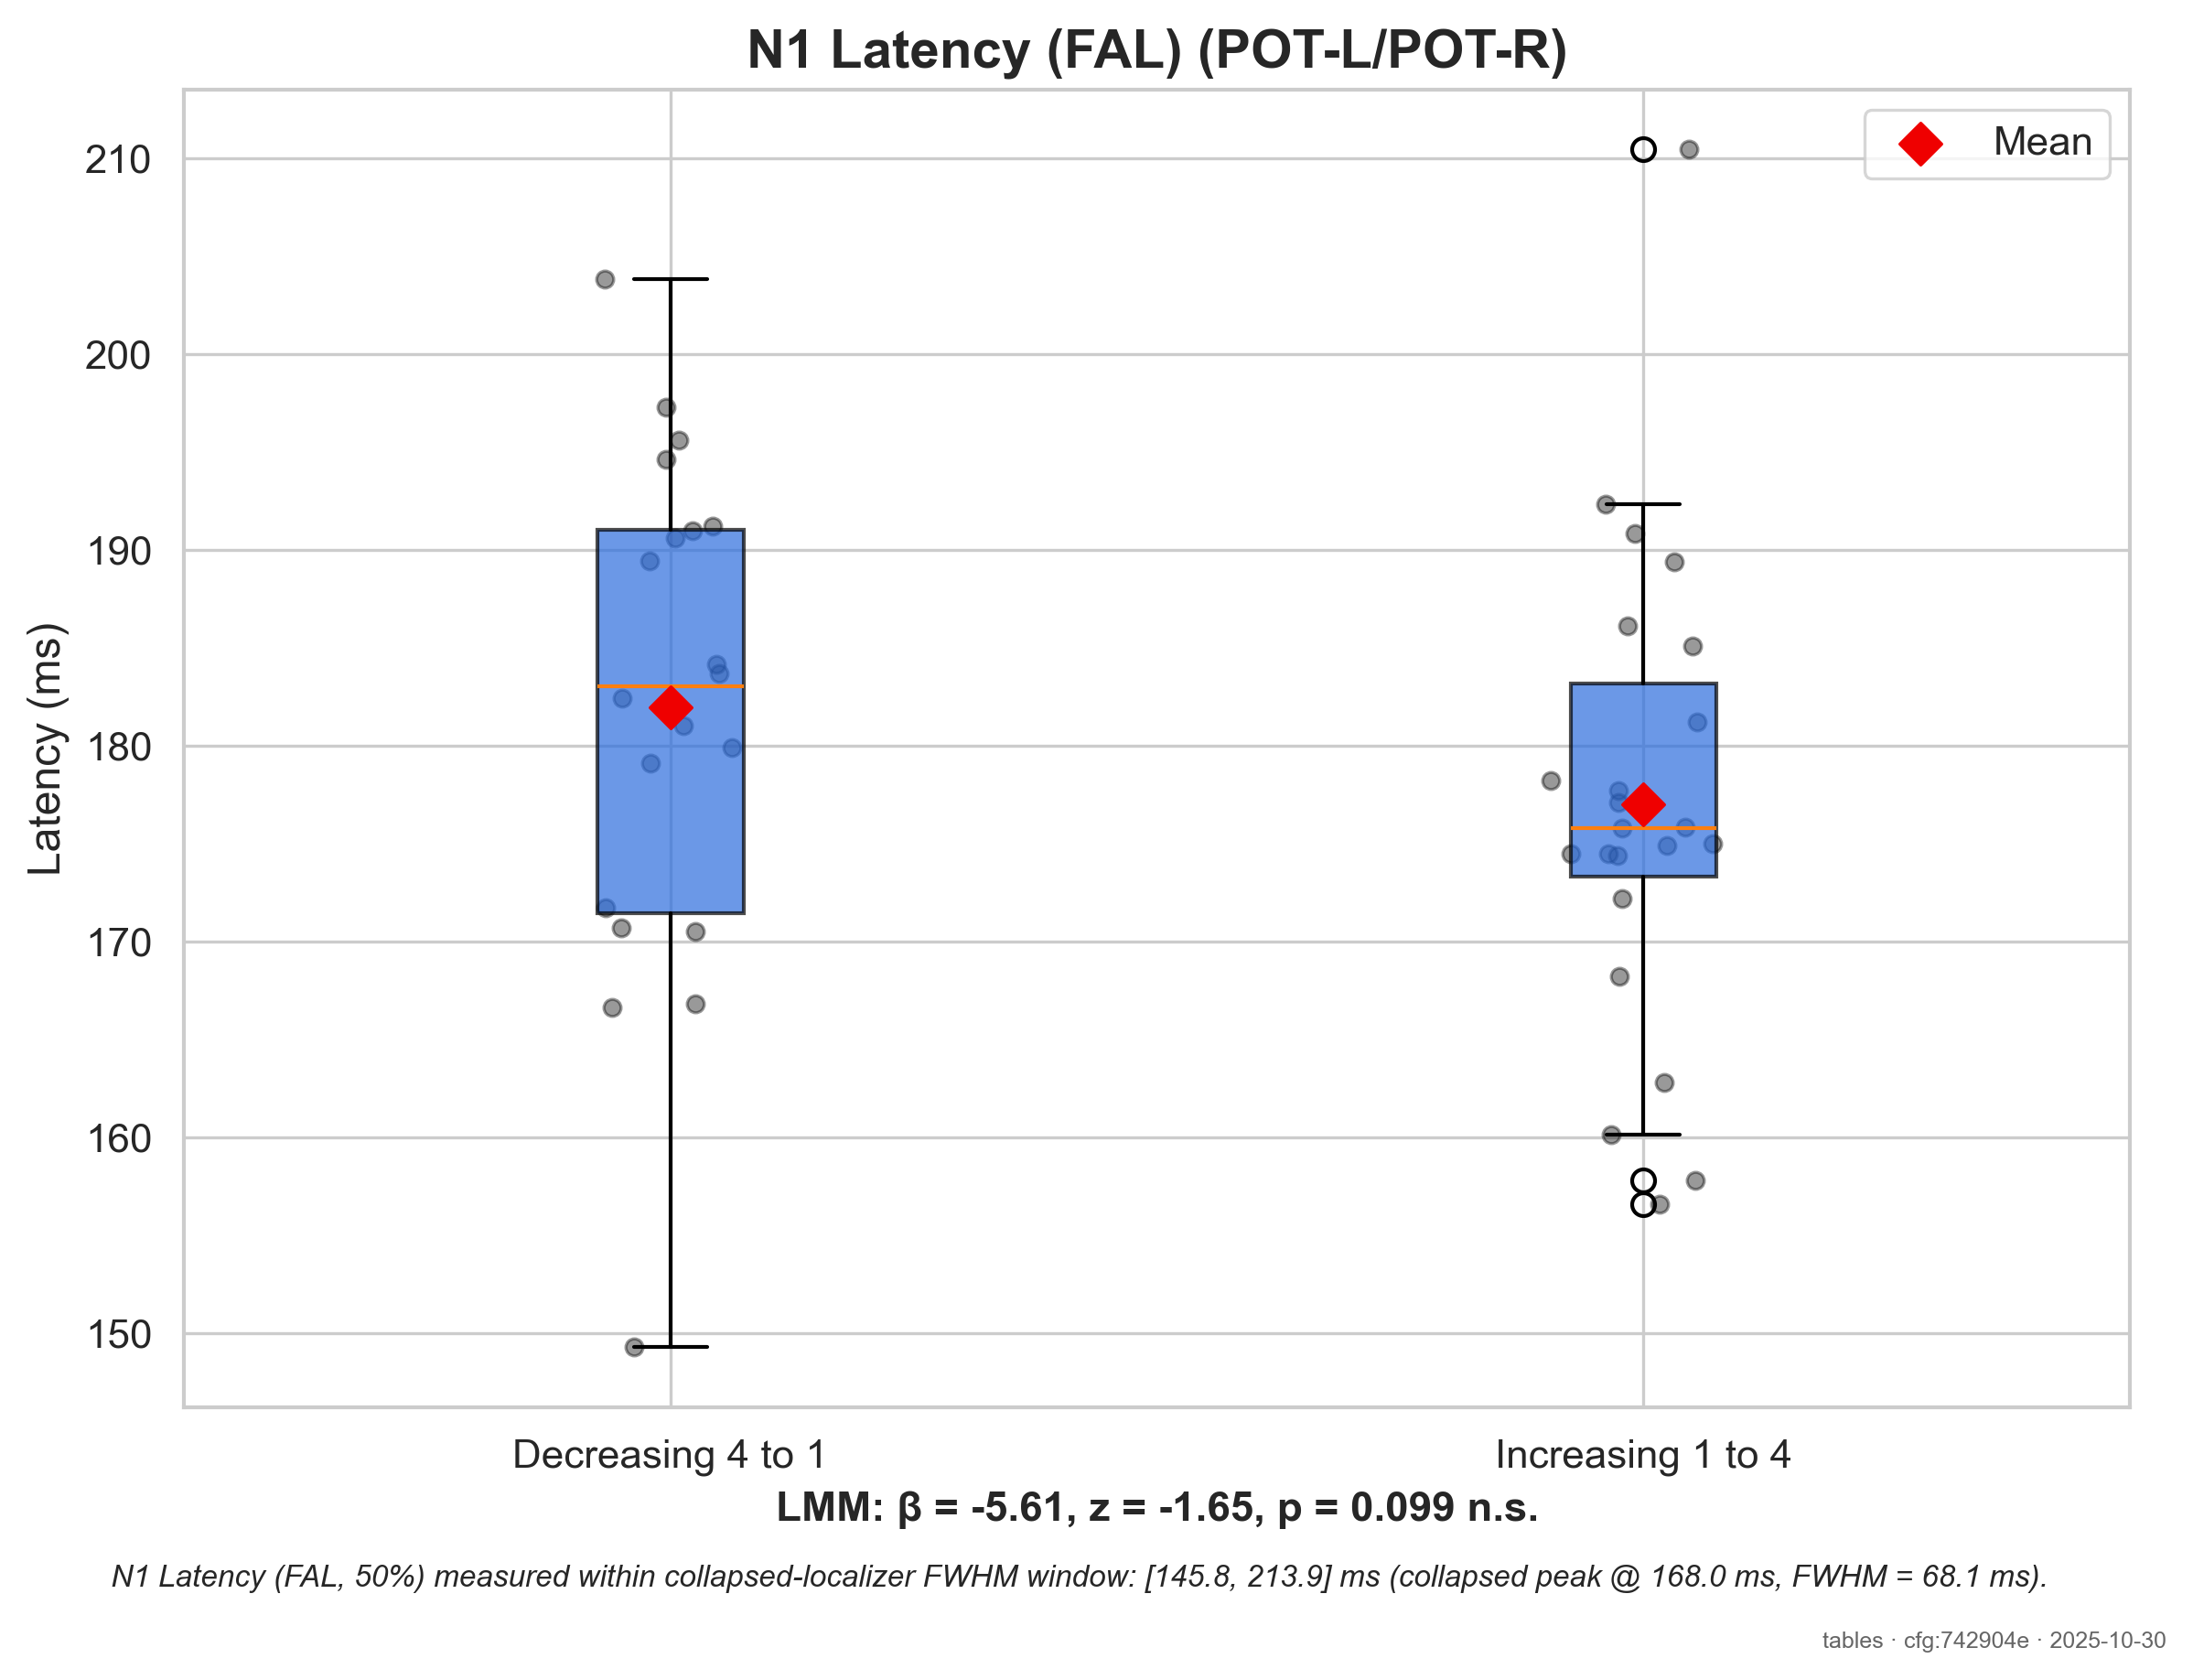 N1 Latency (FAL) (POT-L/POT-R)
Mean
Latency (ms)
210
200
190
180
170
160
150
Decreasing 4 to 1
Increasing 1 to 4
LMM: β = -5.61, z = -1.65, p = 0.099 n.s.
N1 Latency (FAL, 50%) measured within collapsed-localizer FWHM window: [145.8, 213.9] ms (collapsed peak @ 168.0 ms, FWHM = 68.1 ms).
tables · cfg:742904e · 2025-10-30